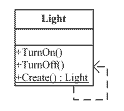 Light
+TurnOn()
+TurnOff()
+Create() : Light